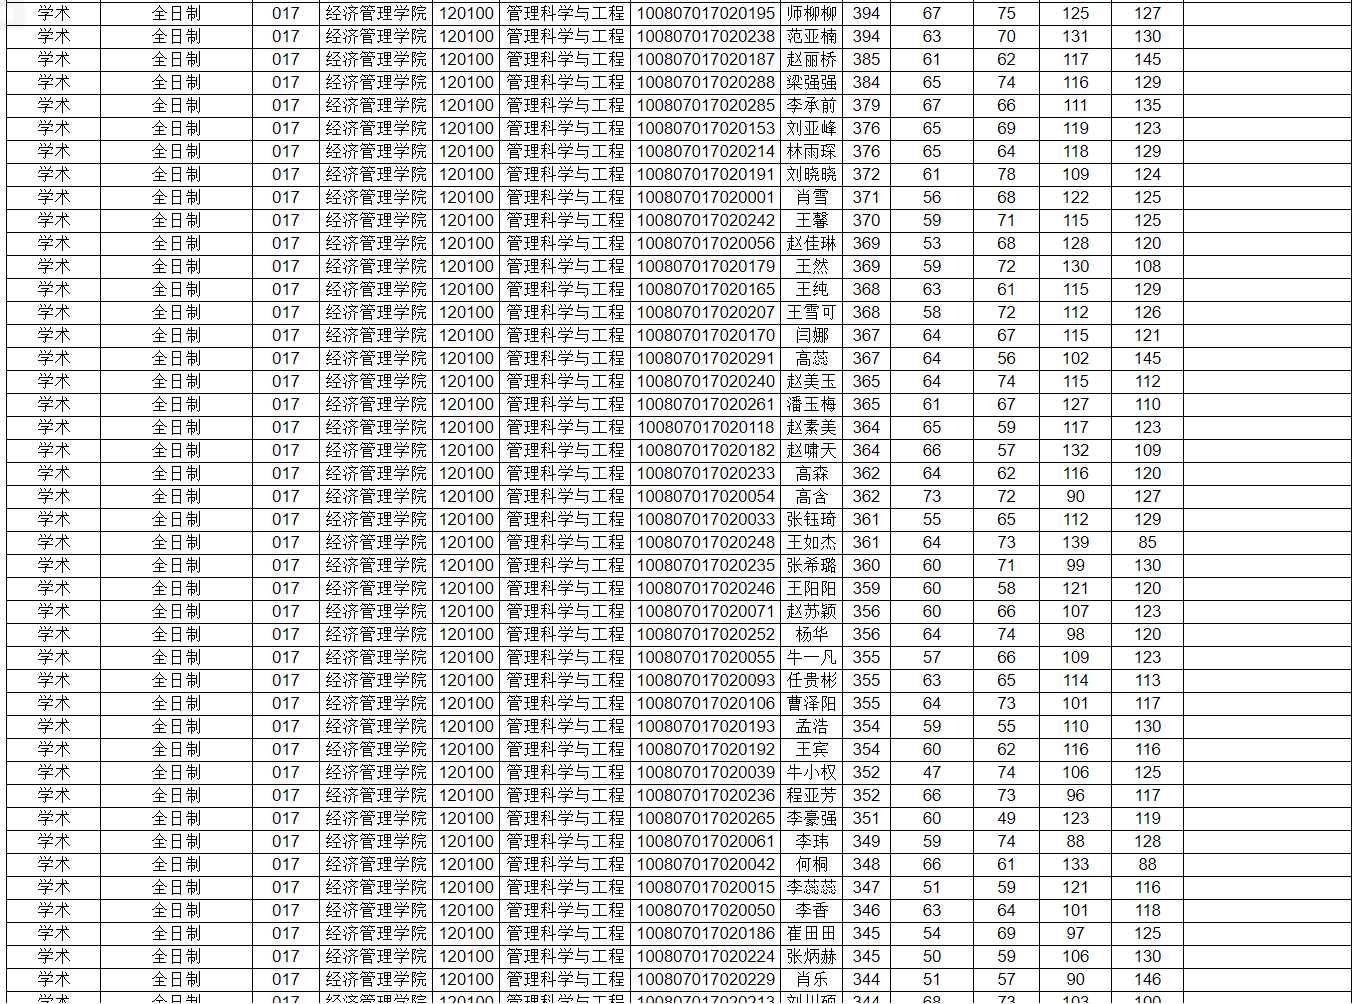 学术 全日制 017 经济管理学院 120100 管理科学与工程 100807017020195 师柳柳 394 67 75 125 127
学术 全日制 017 经济管理学院 120100 管理科学与工程 100807017020238 范亚楠 394 63 70 131 130
学术 全日制 017 经济管理学院 120100 管理科学与工程 100807017020187 赵丽桥 385 61 62 117 145
学术 全日制 017 经济管理学院 120100 管理科学与工程 100807017020288 梁强强 384 65 74 116 129
学术 全日制 017 经济管理学院 120100 管理科学与工程 100807017020285 李承前 379 67 66 111 135
学术 全日制 017 经济管理学院 120100 管理科学与工程 100807017020153 刘亚峰 376 65 69 119 123
学术 全日制 017 经济管理学院 120100 管理科学与工程 100807017020214 林雨琛 376 65 64 118 129
学术 全日制 017 经济管理学院 120100 管理科学与工程 100807017020191 刘晓晓 372 61 78 109 124
学术 全日制 017 经济管理学院 120100 管理科学与工程 100807017020001 肖雪 371 56 68 122 125
学术 全日制 017 经济管理学院 120100 管理科学与工程 100807017020242 王馨 370 59 71 115 125
学术 全日制 017 经济管理学院 120100 管理科学与工程 100807017020056 赵佳琳 369 53 68 128 120
学术 全日制 017 经济管理学院 120100 管理科学与工程 100807017020179 王然 369 59 72 130 108
学术 全日制 017 经济管理学院 120100 管理科学与工程 100807017020165 王纯 368 63 61 115 129
学术 全日制 017 经济管理学院 120100 管理科学与工程 100807017020207 王雪可 368 58 72 112 126
学术 全日制 017 经济管理学院 120100 管理科学与工程 100807017020170 闫娜 367 64 67 115 121
学术 全日制 017 经济管理学院 120100 管理科学与工程 100807017020291 高蕊 367 64 56 102 145
学术 全日制 017 经济管理学院 120100 管理科学与工程 100807017020240 赵美玉 365 64 74 115 112
学术 全日制 017 经济管理学院 120100 管理科学与工程 100807017020261 潘玉梅 365 61 67 127 110
学术 全日制 017 经济管理学院 120100 管理科学与工程 100807017020118 赵素美 364 65 59 117 123
学术 全日制 017 经济管理学院 120100 管理科学与工程 100807017020182 赵啸天 364 66 57 132 109
学术 全日制 017 经济管理学院 120100 管理科学与工程 100807017020233 高森 362 64 62 116 120
学术 全日制 017 经济管理学院 120100 管理科学与工程 100807017020054 高含 362 73 72 90 127
学术 全日制 017 经济管理学院 120100 管理科学与工程 100807017020033 张钰琦 361 55 65 112 129
学术 全日制 017 经济管理学院 120100 管理科学与工程 100807017020248 王如杰 361 64 73 139 85
学术 全日制 017 经济管理学院 120100 管理科学与工程 100807017020235 张希璐 360 60 71 99 130
学术 全日制 017 经济管理学院 120100 管理科学与工程 100807017020246 王阳阳 359 60 58 121 120
学术 全日制 017 经济管理学院 120100 管理科学与工程 100807017020071 赵苏颖 356 60 66 107 123
学术 全日制 017 经济管理学院 120100 管理科学与工程 100807017020252 杨华 356 64 74 98 120
学术 全日制 017 经济管理学院 120100 管理科学与工程 100807017020055 牛一凡 355 57 66 109 123
学术 全日制 017 经济管理学院 120100 管理科学与工程 100807017020093 任贵彬 355 63 65 114 113
学术 全日制 017 经济管理学院 120100 管理科学与工程 100807017020106 曹泽阳 355 64 73 101 117
学术 全日制 017 经济管理学院 120100 管理科学与工程 100807017020193 孟浩 354 59 55 110 130
学术 全日制 017 经济管理学院 120100 管理科学与工程 100807017020192 王宾 354 60 62 116 116
学术 全日制 017 经济管理学院 120100 管理科学与工程 100807017020039 牛小权 352 47 74 106 125
学术 全日制 017 经济管理学院 120100 管理科学与工程 100807017020236 程亚芳 352 66 73 96 117
学术 全日制 017 经济管理学院 120100 管理科学与工程 100807017020265 李豪强 351 60 49 123 119
学术 全日制 017 经济管理学院 120100 管理科学与工程 100807017020061 李玮 349 59 74 88 128
学术 全日制 017 经济管理学院 120100 管理科学与工程 100807017020042 何桐 348 66 61 133 88
学术 全日制 017 经济管理学院 120100 管理科学与工程 100807017020015 李蕊蕊 347 51 59 121 116
学术 全日制 017 经济管理学院 120100 管理科学与工程 100807017020050 李香 346 63 64 101 118
学术 全日制 017 经济管理学院 120100 管理科学与工程 100807017020186 崔田田 345 54 69 97 125
学术 全日制 017 经济管理学院 120100 管理科学与工程 100807017020224 张炳赫 345 50 59 106 130
学术 全日制 017 经济管理学院 120100 管理科学与工程 100807017020229 肖乐 344 51 57 90 146
学术 全日制 017 经济管理学院 120100 管理科学与工程 100807017020213 刘川硕 344 68 73 103 100